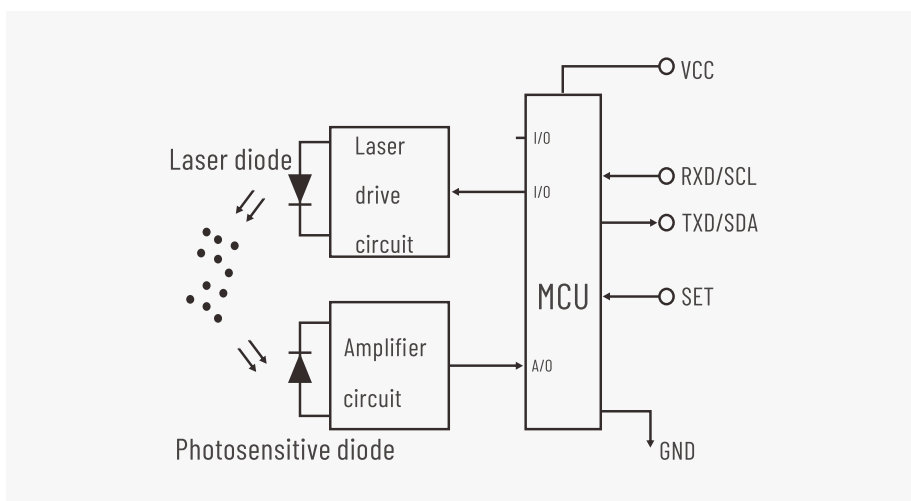 VCC
I/O
Laser
Laser diode
drive
circuit
I/O
RXD/SCL
TXD/SDA
MCU
SET
Amplifier
circuit
A/O
Photosensitive diode
GND